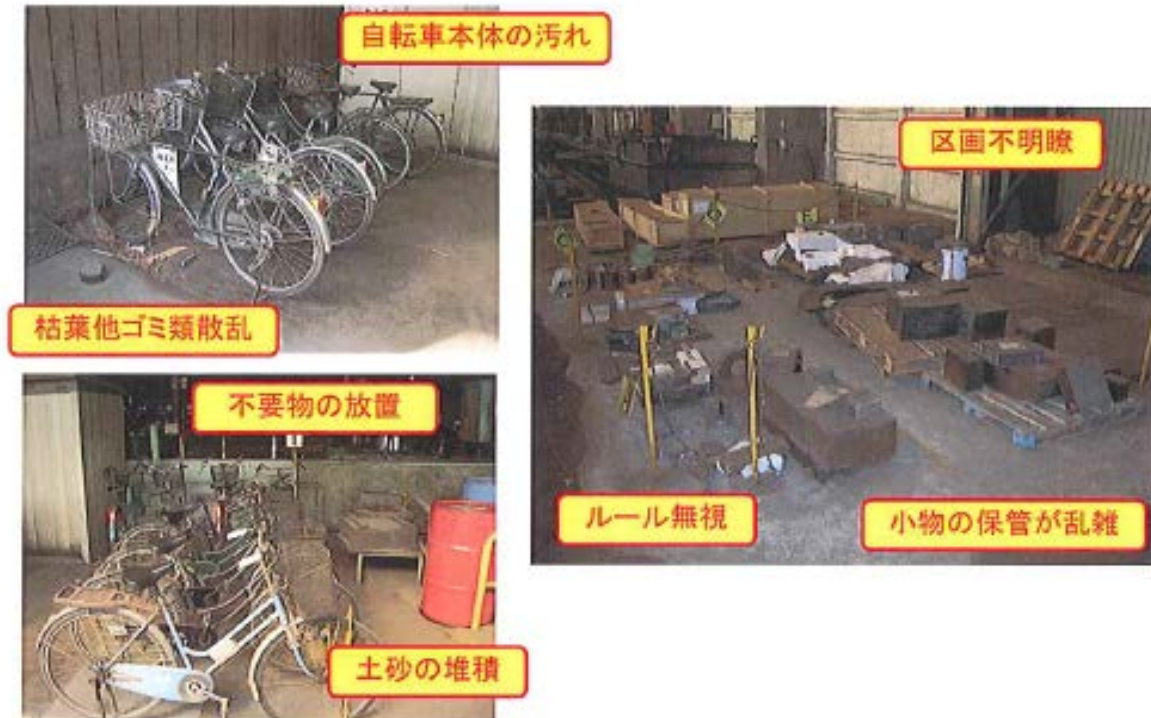 自転車本体の汚れ
枯葉他ゴミ類散乱
不要物の放置
土砂の堆積
区画不明瞭
ルール無視
小物の保管が乱雑